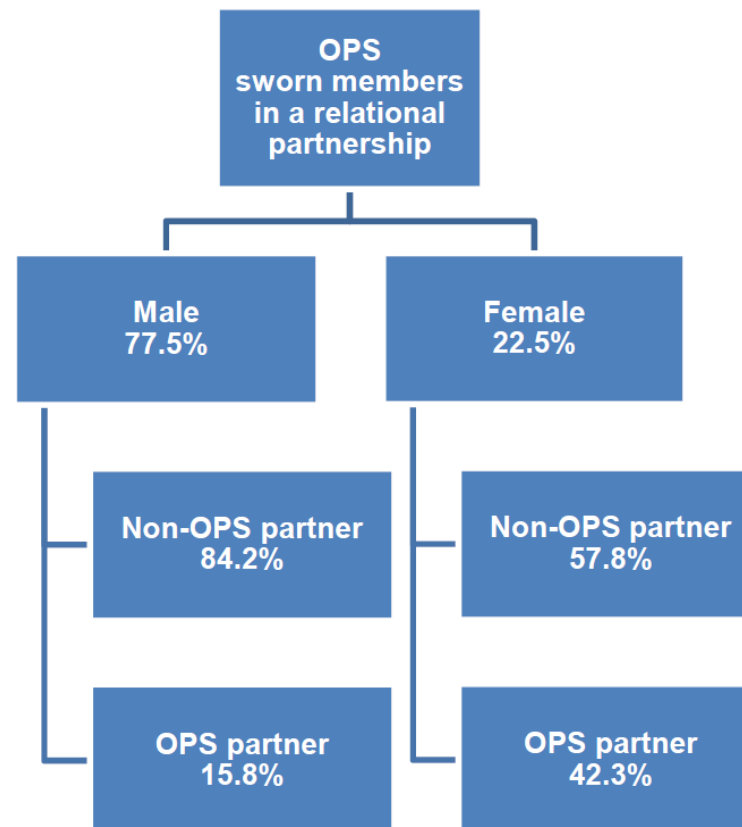 OPS
sworn members
in a relational
partnership
Male
77.5%
Female
22.5%
Non-OPS partner
84.2%
Non-OPS partner
57.8%
OPS partner
15.8%
OPS partner
42.3%